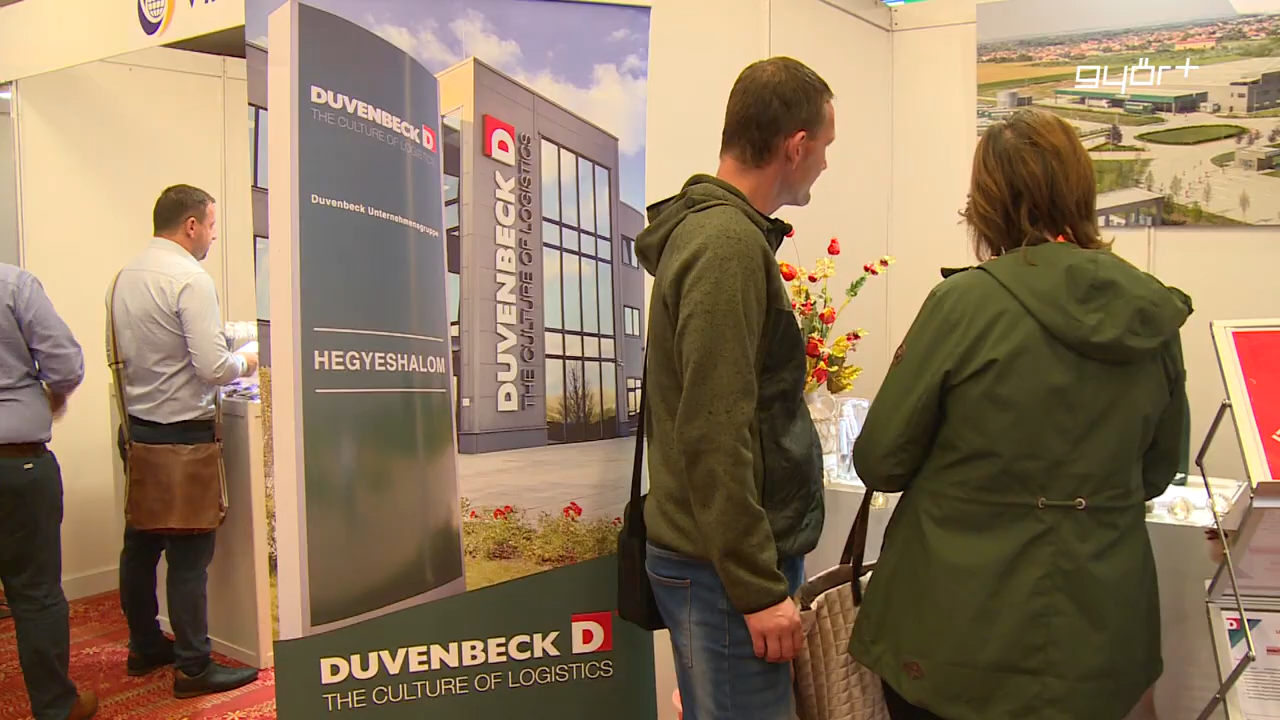 győr+
DUVENBECK D
THE CULTURE OF LOGISTICS
Duvenbeck Unternehmensgruppe
HEGYESHALOM
DUVENBECK D
THE CULTURE OF LOGISTICS
DUVENBECK D
THE CULTURE OF LOGISTICS
D